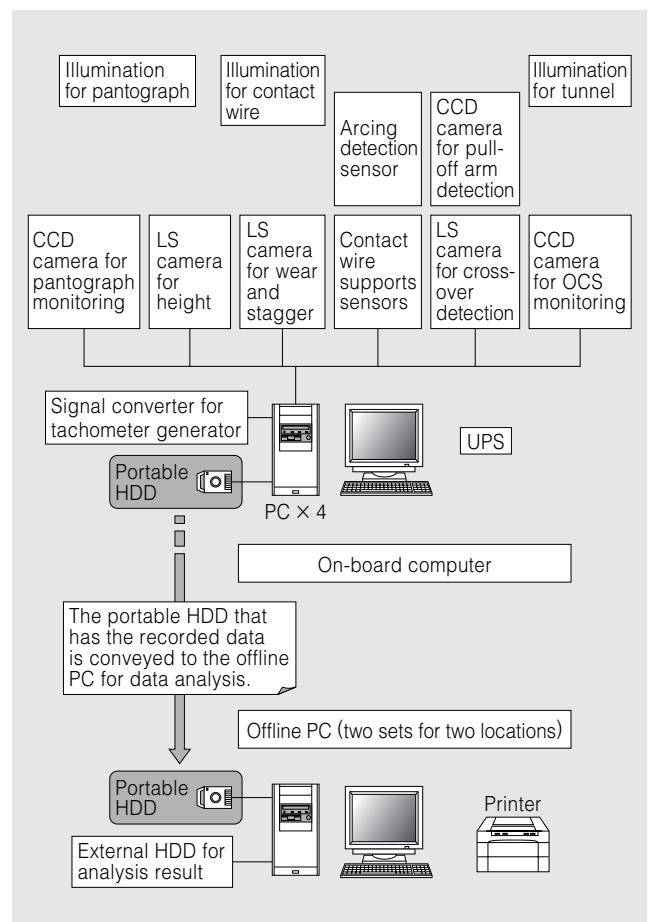 Illumination
for pantograph
Illumination
for contact
wire
Illumination
for tunnel
Arcing
detection
sensor
CCD
camera
for pull-
off arm
detection
CCD
camera for
pantograph
monitoring
LS
camera
for
height
LS
camera
for wear
and
stagger
Contact
wire
supports
sensors
LS
camera
for cross-
over
detection
CCD
camera
for OCS
monitoring
Signal converter for
tachometer generator
UPS
Portable
HDD
PC × 4
On-board computer
The portable HDD that
has the recorded data
is conveyed to the offline
PC for data analysis.
Offline PC (two sets for two locations)
Portable
HDD
Printer
External HDD for
analysis result